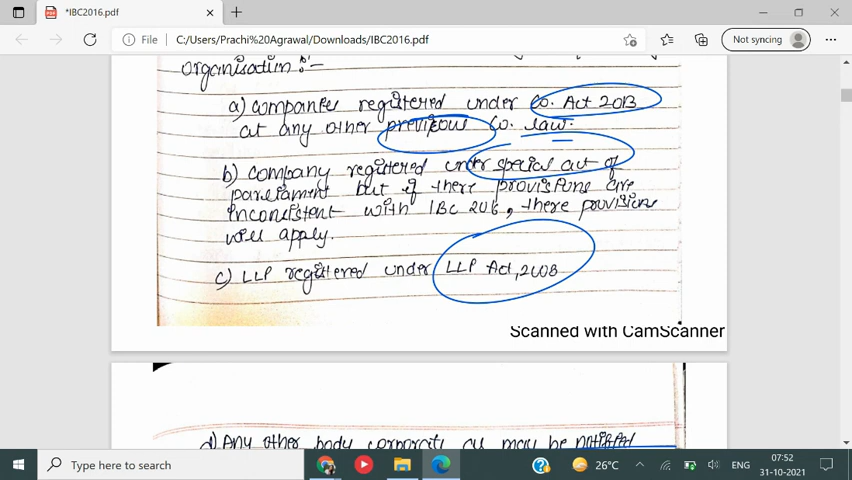 *IBC2016.pdf
File
C:/Users/Prachi%20Agrawal/Downloads/IBC2016.pdf
Not syncing
organisation:-
a) companies registered under Co. Act 2013
at any other previous Co. law.
b) company registered under special act of
parliament but if there provisions are
inconsistent with IBC 2016, there provisions
will apply.
c) LLP registered under LLP Act, 2008
Scanned with CamScanner
d) Any other body corporate as may be notified
Type here to search
26°C
ENG
07:52
31-10-2021